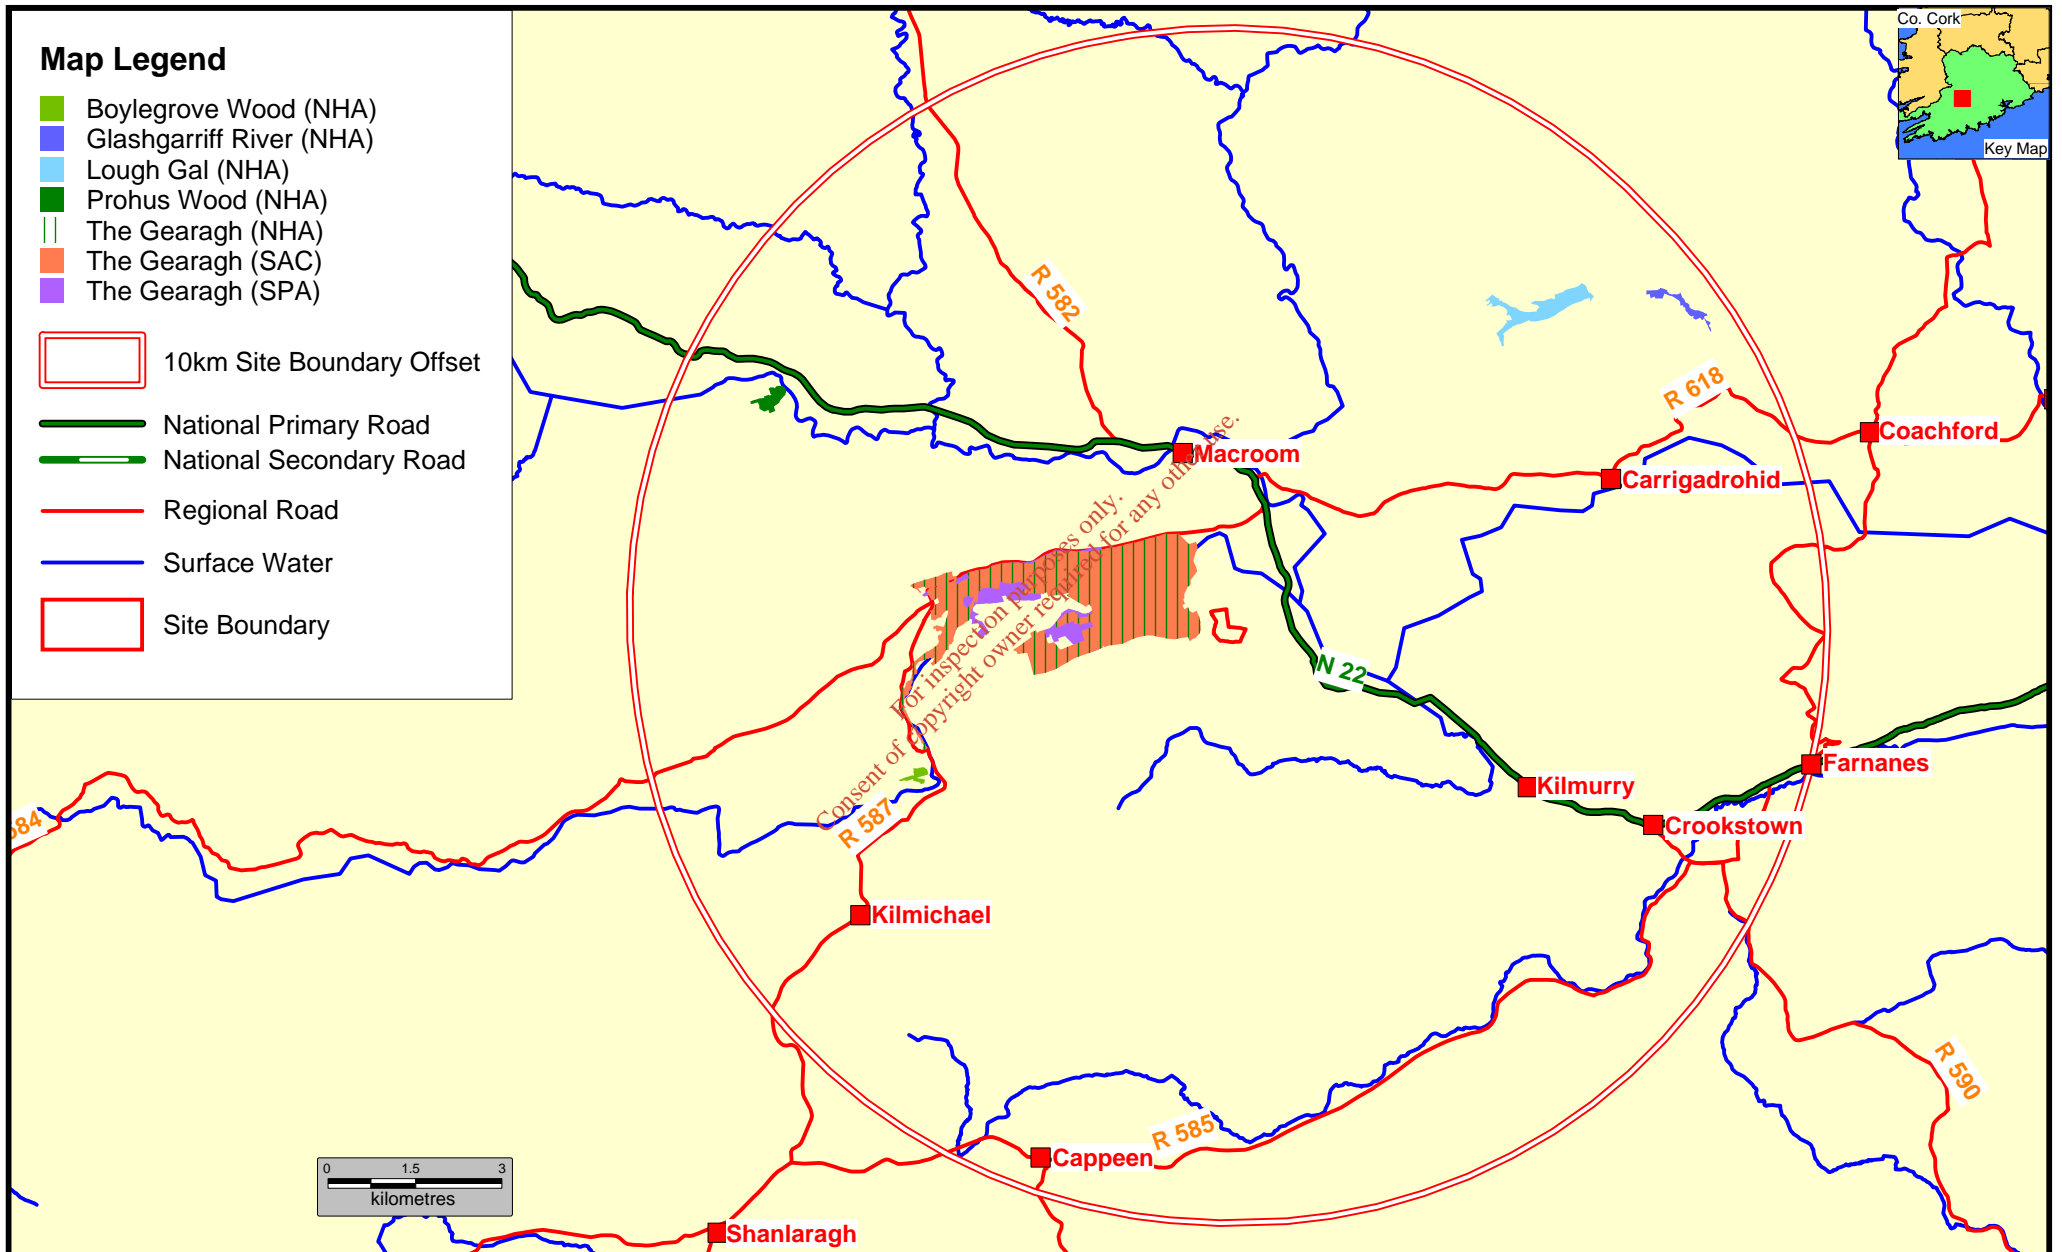 Map Legend
Boylegrove Wood (NHA)
Glashgarriff River (NHA)
Lough Gal (NHA)
Prohus Wood (NHA)
The Gearagh (NHA)
The Gearagh (SAC)
The Gearagh (SPA)
10km Site Boundary Offset
National Primary Road
National Secondary Road
Regional Road
Surface Water
Site Boundary
Co. Cork
Key Map
R 582
R 618
Coachford
Macroom
Carrigadrohid
For inspection purposes only.
Consent of copyright owner required for any other use.
N 22
Farnanes
Kilmurry
Crookstown
584
R 587
Kilmichael
R 590
R 585
Cappeen
0 1.5 3
kilometres
Shanlaragh